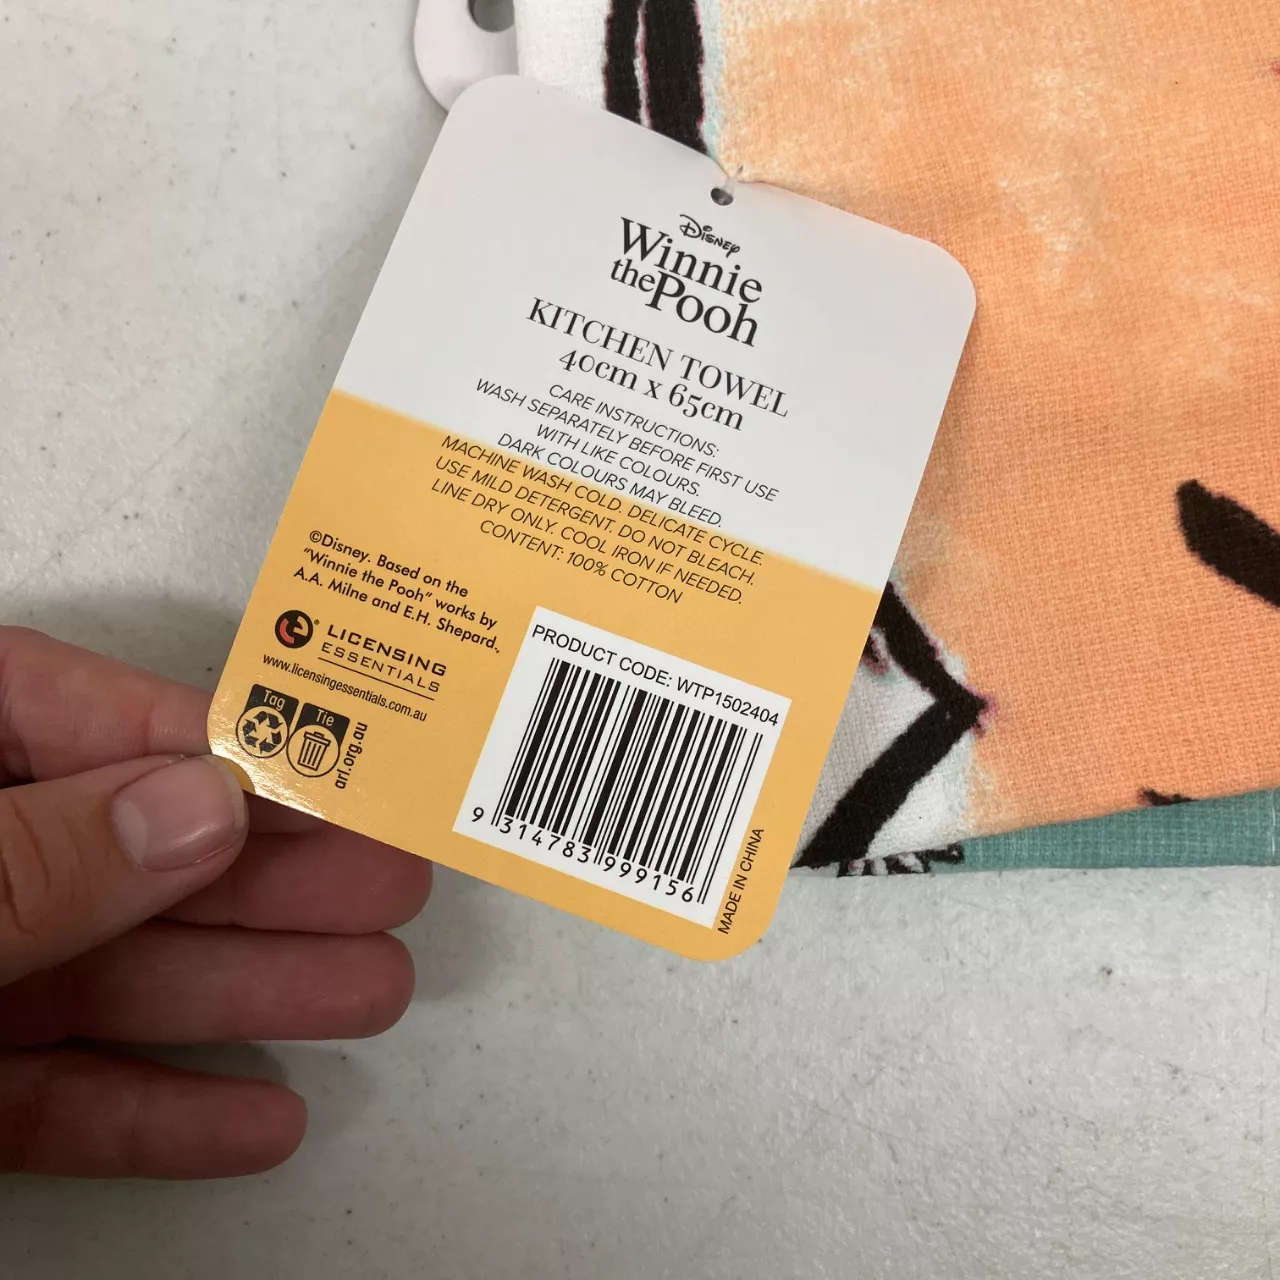 Disney
Winnie
the Pooh
KITCHEN TOWEL
40cm x 65cm
CARE INSTRUCTIONS:
WASH SEPARATELY BEFORE FIRST USE
WITH LIKE COLOURS.
DARK COLOURS MAY BLEED.
MACHINE WASH COLD. DELICATE CYCLE.
USE MILD DETERGENT. DO NOT BLEACH.
LINE DRY ONLY. COOL IRON IF NEEDED.
CONTENT: 100% COTTON
©Disney. Based on the
“Winnie the Pooh” works by
A.A. Milne and E.H. Shepard.
LICENSING
ESSENTIALS
www.licensingessentials.com.au
Tag
Tie
arl.org.au
PRODUCT CODE: WTP1502404
9 314783 999156
MADE IN CHINA